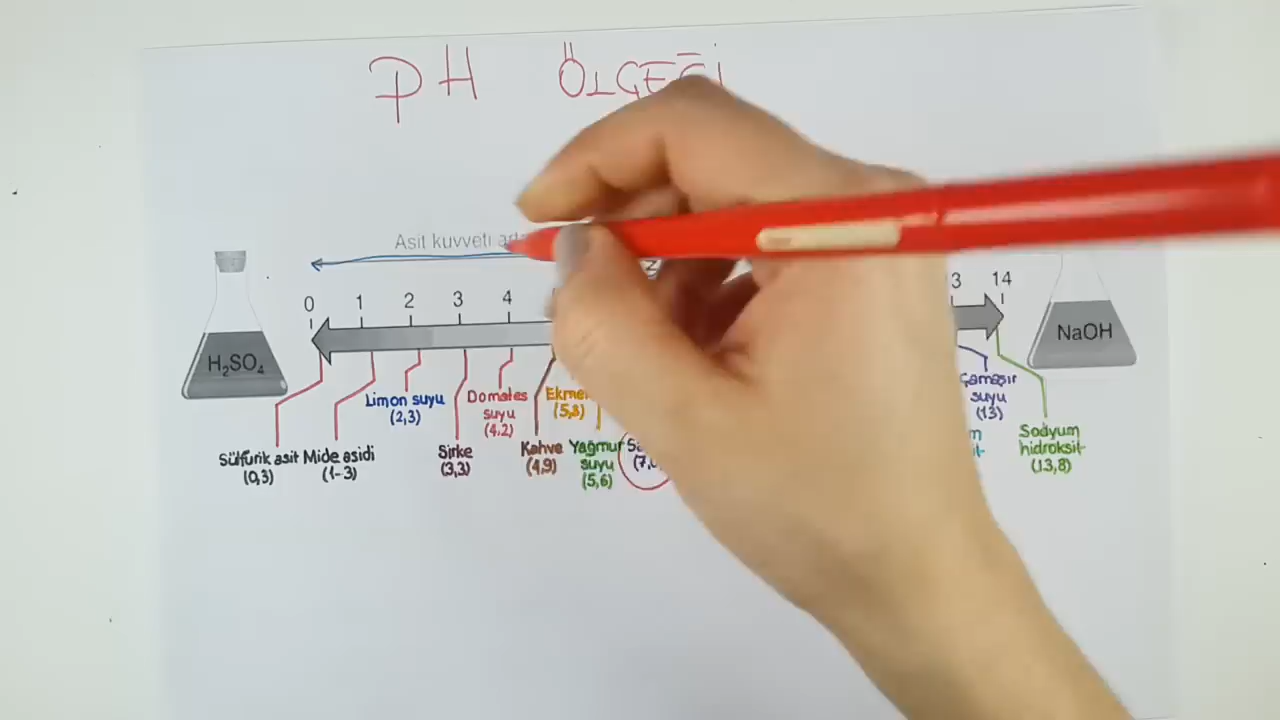 PH ÖLÇEĞİ
Asit kuvveti
0 1 2 3 4 3 14
H₂SO₄
NaOH
Sülfurik asit
(0,3)
Mide asidi
(1-3)
Limon suyu
(2,3)
Sirke
(3,3)
Domates
suyu
(4,2)
Kahve
(4,9)
(5,8)
Yağmur
suyu
(5,6)
Çamaşır
suyu
(13)
Sodyum
hidroksit
(13,8)